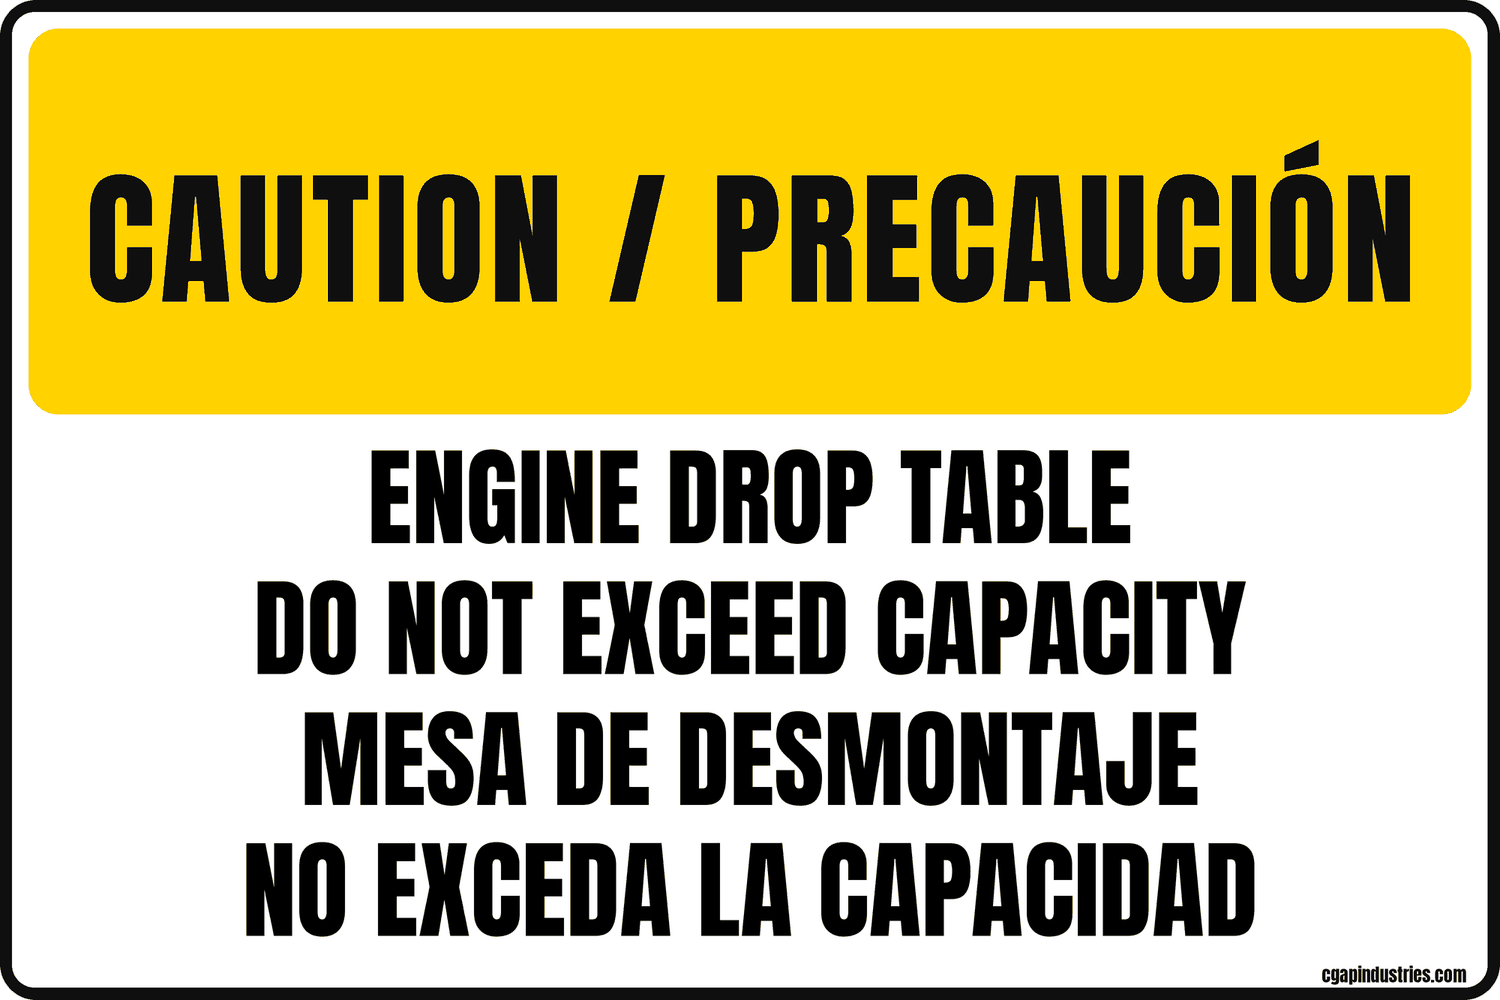 CAUTION / PRECAUCIÓN
ENGINE DROP TABLE
DO NOT EXCEED CAPACITY
MESA DE DESMONTAJE
NO EXCEDA LA CAPACIDAD
cgapindustries.com